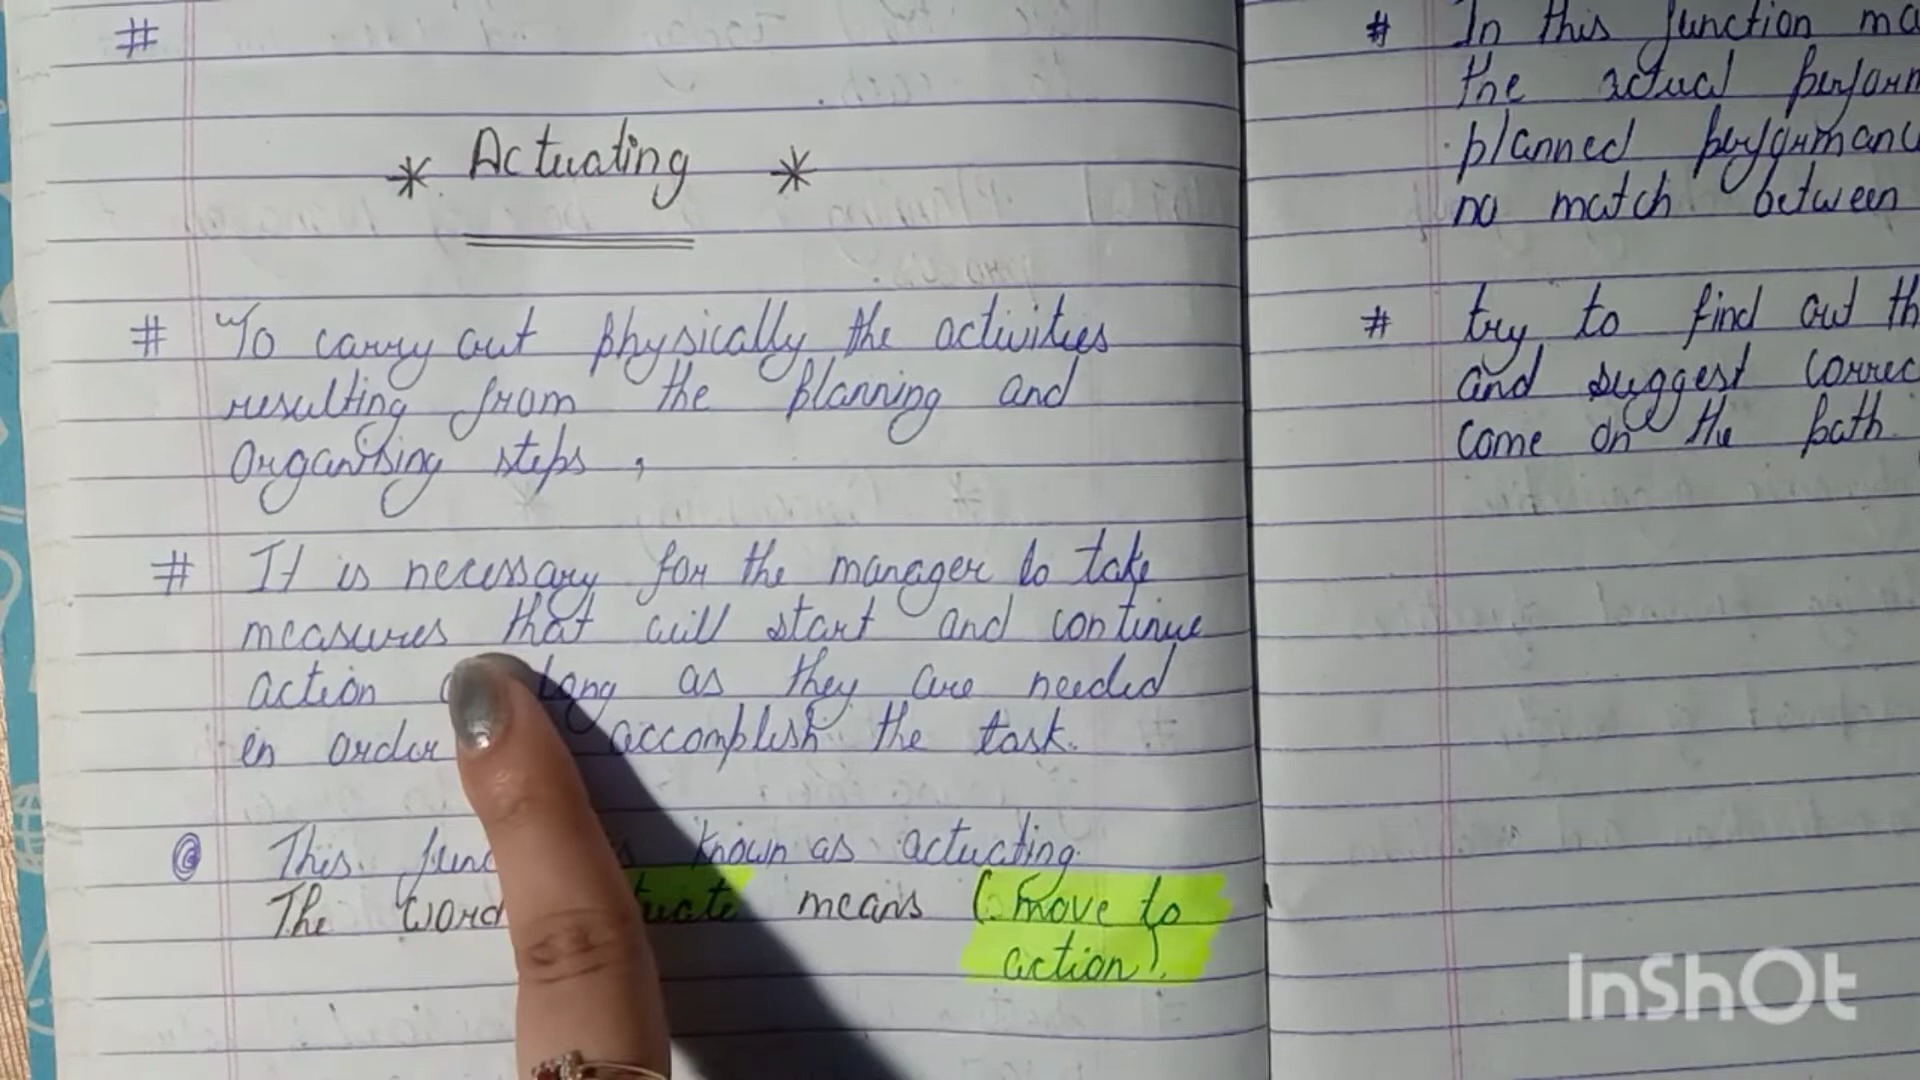 #
* Actuating *
# To carry out physically the activities
resulting from the planning and
Organising steps,
# It is necessary for the manager to take
measures that will start and continue
action long as they are needed
in order accomplish the task.
This known as actuating.
The word means (move to
action).
# In this function
the actual
planned
no match between
# try to find out
and suggest
come on the path
InShOt